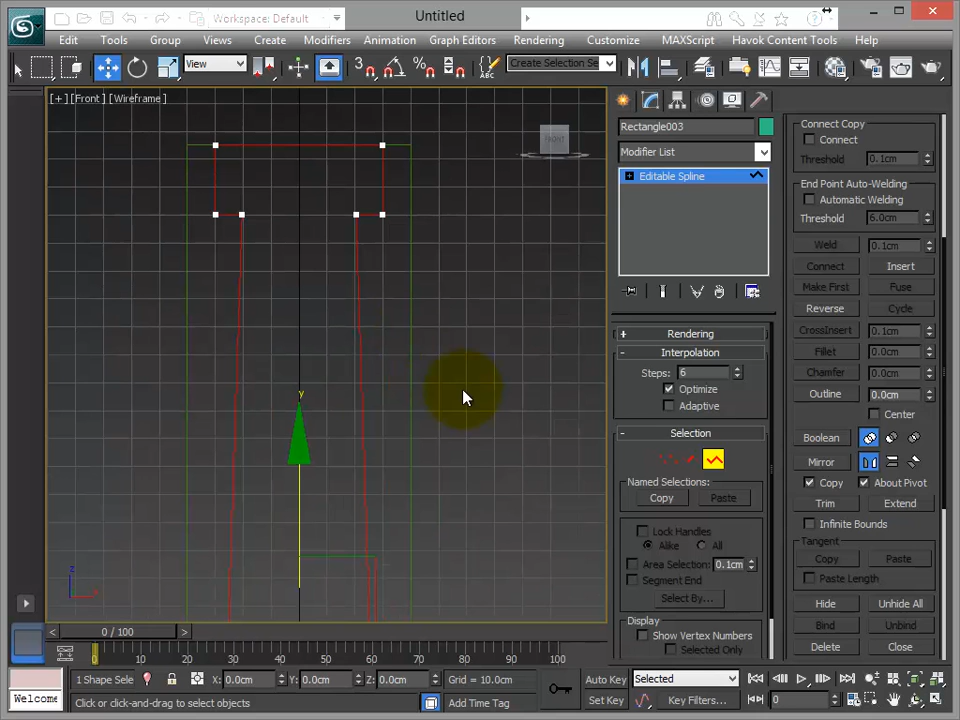 Workspace: Default
Untitled
Edit Tools Group Views Create Modifiers Animation Graph Editors Rendering Customize MAXScript Havok Content Tools Help
View
3
%
ABC
Create Selection Se
[+] [Front] [Wireframe]
FRONT
y
z
x
Rectangle003
Modifier List
Editable Spline
+ Rendering
- Interpolation
Steps: 6
Optimize
Adaptive
- Selection
Named Selections:
Copy Paste
Lock Handles
Alike All
Area Selection: 0.1cm
Segment End
Select By...
Display
Show Vertex Numbers
Selected Only
Connect Copy
Connect
Threshold 0.1cm
End Point Auto-Welding
Automatic Welding
Threshold 6.0cm
Weld 0.1cm
Connect Insert
Make First Fuse
Reverse Cycle
CrossInsert 0.1cm
Fillet 0.0cm
Chamfer 0.0cm
Outline 0.0cm
Center
Boolean
Mirror
Copy About Pivot
Trim Extend
Infinite Bounds
Tangent
Copy Paste
Paste Length
Hide Unhide All
Bind Unbind
Delete Close
< 0 / 100 >
0 10 20 30 40 50 60 70 80 90 100
Welcome
1 Shape Sele
X: 0.0cm Y: 0.0cm Z: 0.0cm
Grid = 10.0cm
Click or click-and-drag to select objects
Add Time Tag
Auto Key Selected
Set Key Key Filters...
0